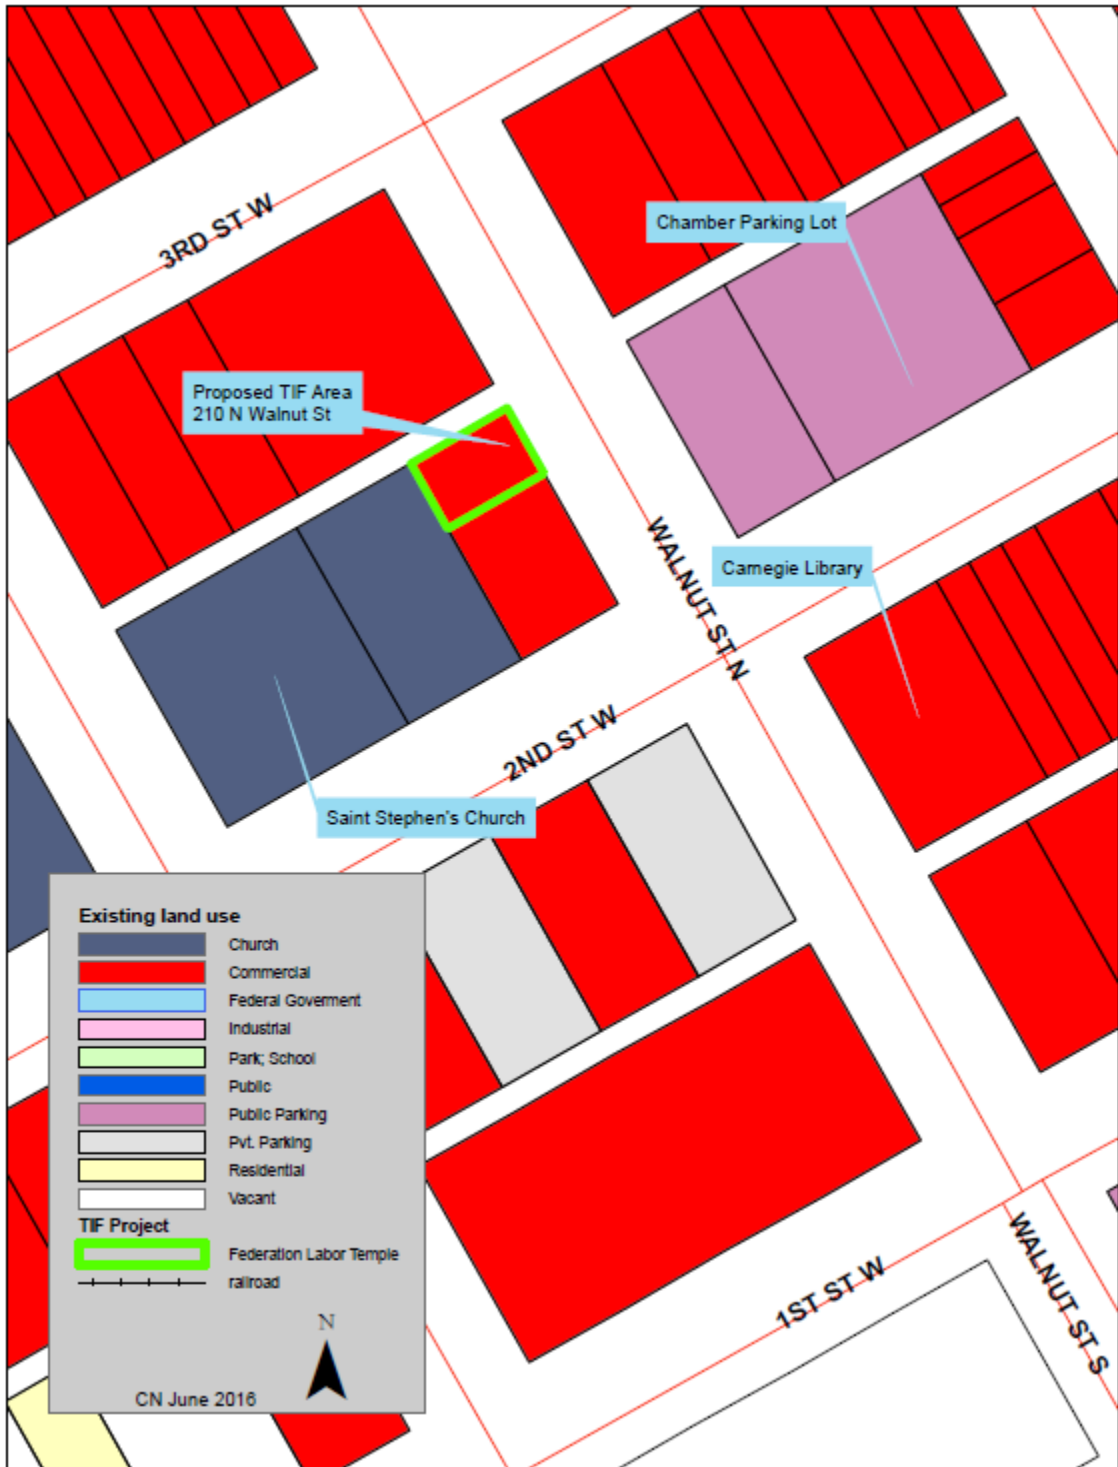 3RD ST W
Chamber Parking Lot
Proposed TIF Area
210 N Walnut St
WALNUT ST N
Carnegie Library
2ND ST W
Saint Stephen's Church
Existing land use
Church
Commercial
Federal Goverment
Industrial
Park; School
Public
Public Parking
Pvt. Parking
Residential
Vacant
TIF Project
Federation Labor Temple
railroad
N
CN June 2016
1ST ST W
WALNUT ST S